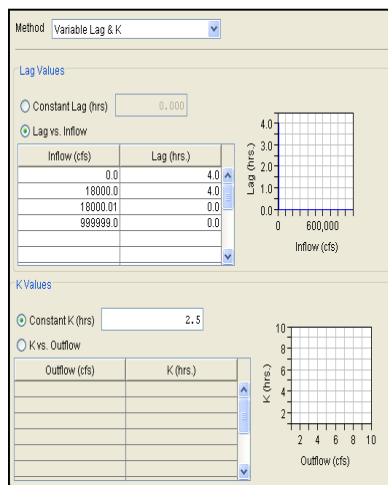 Method Variable Lag & K
Lag Values
Constant Lag (hrs) 0.000
Lag vs. Inflow
Inflow (cfs) Lag (hrs.)
0.0 4.0
18000.0 4.0
18000.01 0.0
999999.0 0.0
Lag (hrs.)
4.0
3.0
2.0
1.0
0.0
0 600,000
Inflow (cfs)
K Values
Constant K (hrs) 2.5
K vs. Outflow
Outflow (cfs) K (hrs.)
K (hrs.)
10
8
6
4
2
2 4 6 8 10
Outflow (cfs)